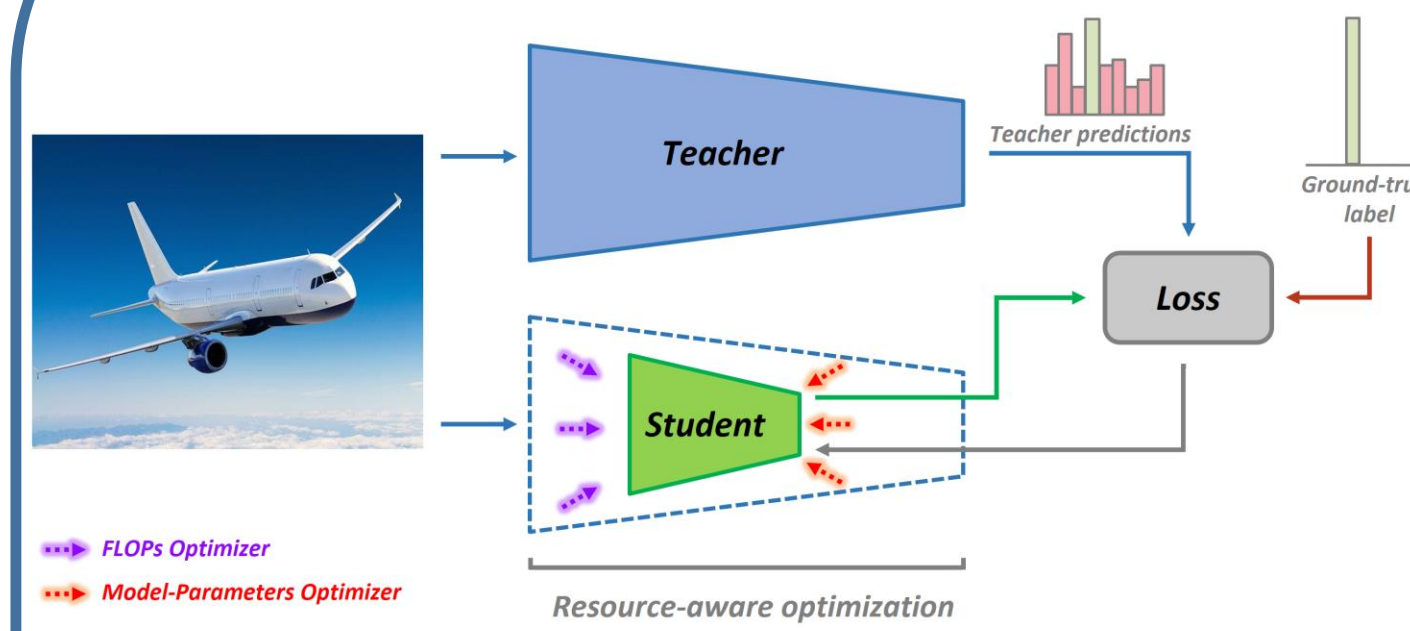 Teacher
Teacher predictions
Ground-tru
label
Loss
Student
FLOPs Optimizer
Model-Parameters Optimizer
Resource-aware optimization